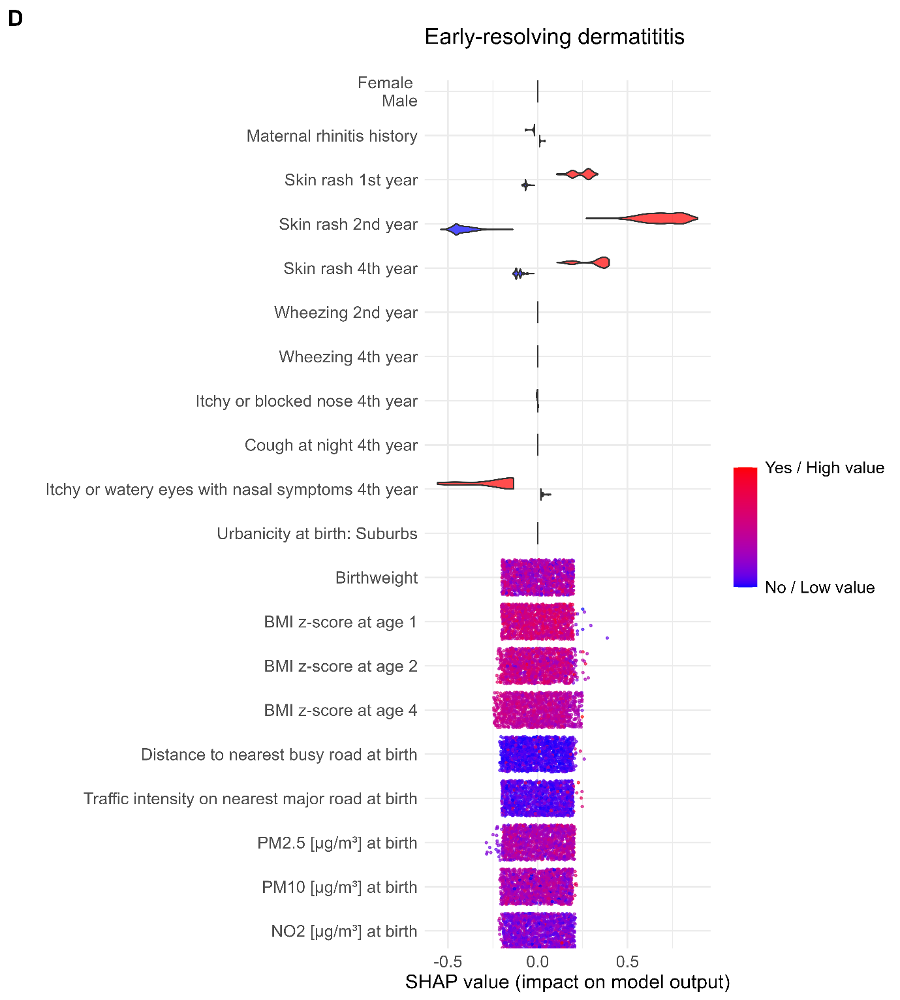 D
Early-resolving dermatititis
Female
Male
Maternal rhinitis history
Skin rash 1st year
Skin rash 2nd year
Skin rash 4th year
Wheezing 2nd year
Wheezing 4th year
Itchy or blocked nose 4th year
Cough at night 4th year
Itchy or watery eyes with nasal symptoms 4th year
Urbanicity at birth: Suburbs
Birthweight
BMI z-score at age 1
BMI z-score at age 2
BMI z-score at age 4
Distance to nearest busy road at birth
Traffic intensity on nearest major road at birth
PM2.5 [µg/m³] at birth
PM10 [µg/m³] at birth
NO2 [µg/m³] at birth
-0.5 0.0 0.5
SHAP value (impact on model output)
Yes / High value
No / Low value